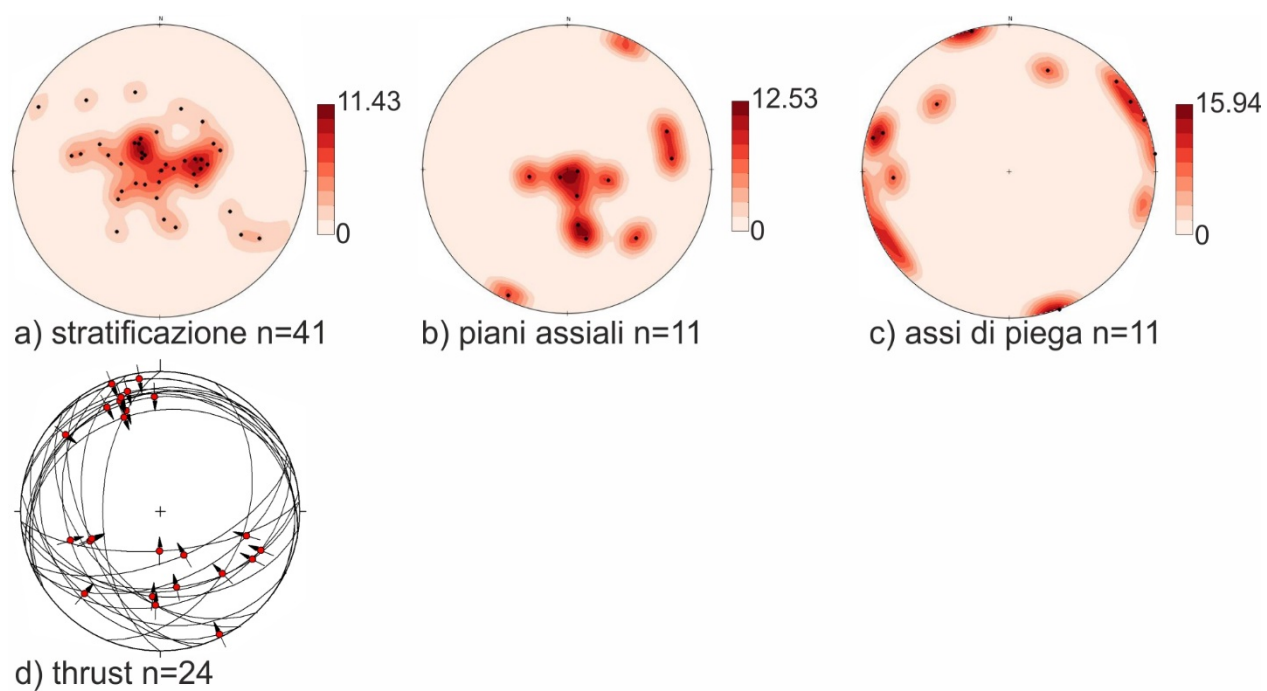 N N N
11.43 12.53 15.94
0 0 0
a) stratificazione n=41 b) piani assiali n=11 c) assi di piega n=11
d) thrust n=24